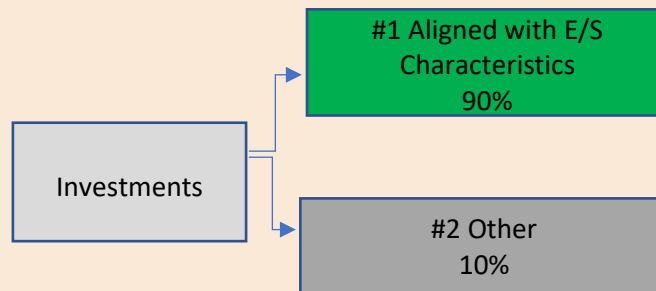 #1 Aligned with E/S
Characteristics
90%
Investments
#2 Other
10%